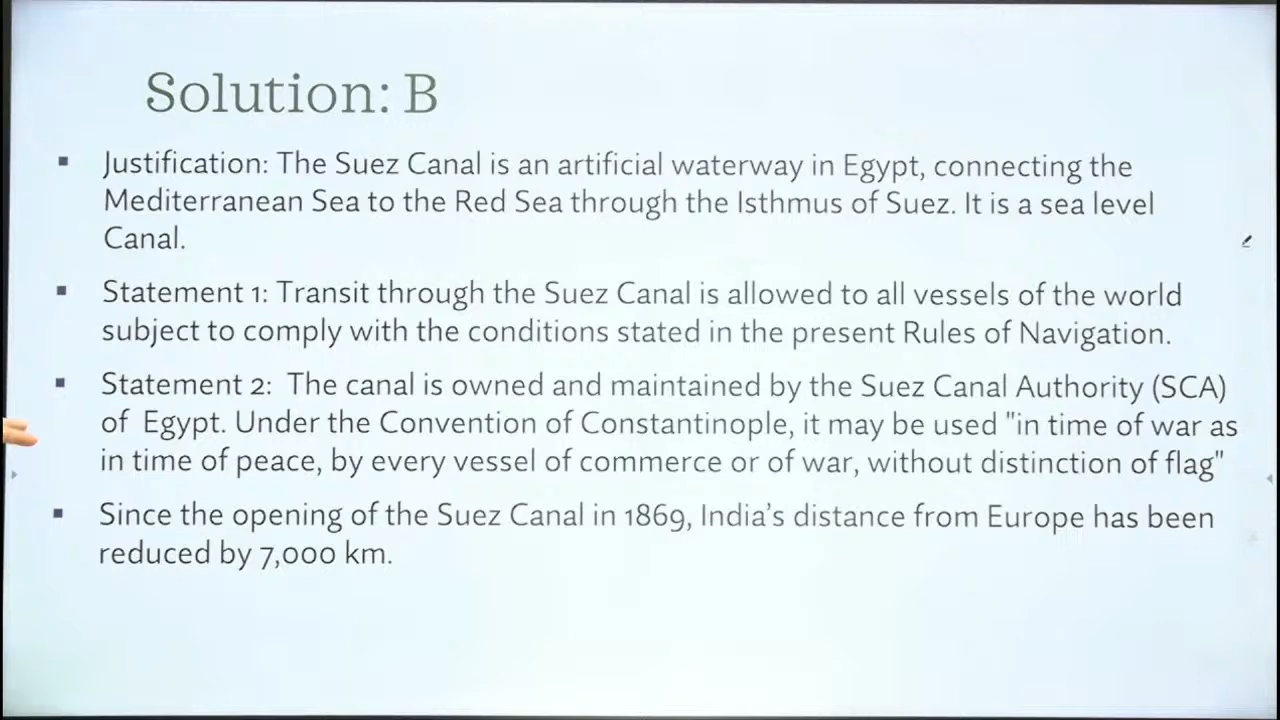 Solution: B
Justification: The Suez Canal is an artificial waterway in Egypt, connecting the
Mediterranean Sea to the Red Sea through the Isthmus of Suez. It is a sea level
Canal.
Statement 1: Transit through the Suez Canal is allowed to all vessels of the world
subject to comply with the conditions stated in the present Rules of Navigation.
Statement 2: The canal is owned and maintained by the Suez Canal Authority (SCA)
of Egypt. Under the Convention of Constantinople, it may be used "in time of war as
in time of peace, by every vessel of commerce or of war, without distinction of flag"
Since the opening of the Suez Canal in 1869, India's distance from Europe has been
reduced by 7,000 km.